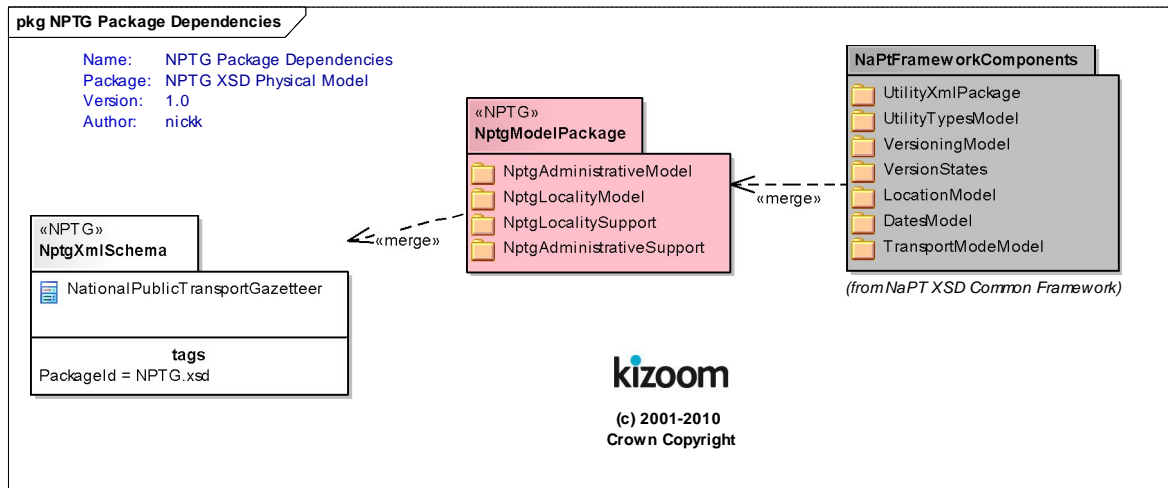 pkg NPTG Package Dependencies
Name: NPTG Package Dependencies
Package: NPTG XSD Physical Model
Version: 1.0
Author: nickk
«NPTG»
NptgXmlSchema
NationalPublicTransportGazetteer
tags
PackageId = NPTG.xsd
«merge»
«NPTG»
NptgModelPackage
NptgAdministrativeModel
NptgLocalityModel
NptgLocalitySupport
NptgAdministrativeSupport
«merge»
NaPtFrameworkComponents
UtilityXmlPackage
UtilityTypesModel
VersioningModel
VersionStates
LocationModel
DatesModel
TransportModeModel
(from NaPT XSD Common Framework)
kizoom
(c) 2001-2010
Crown Copyright